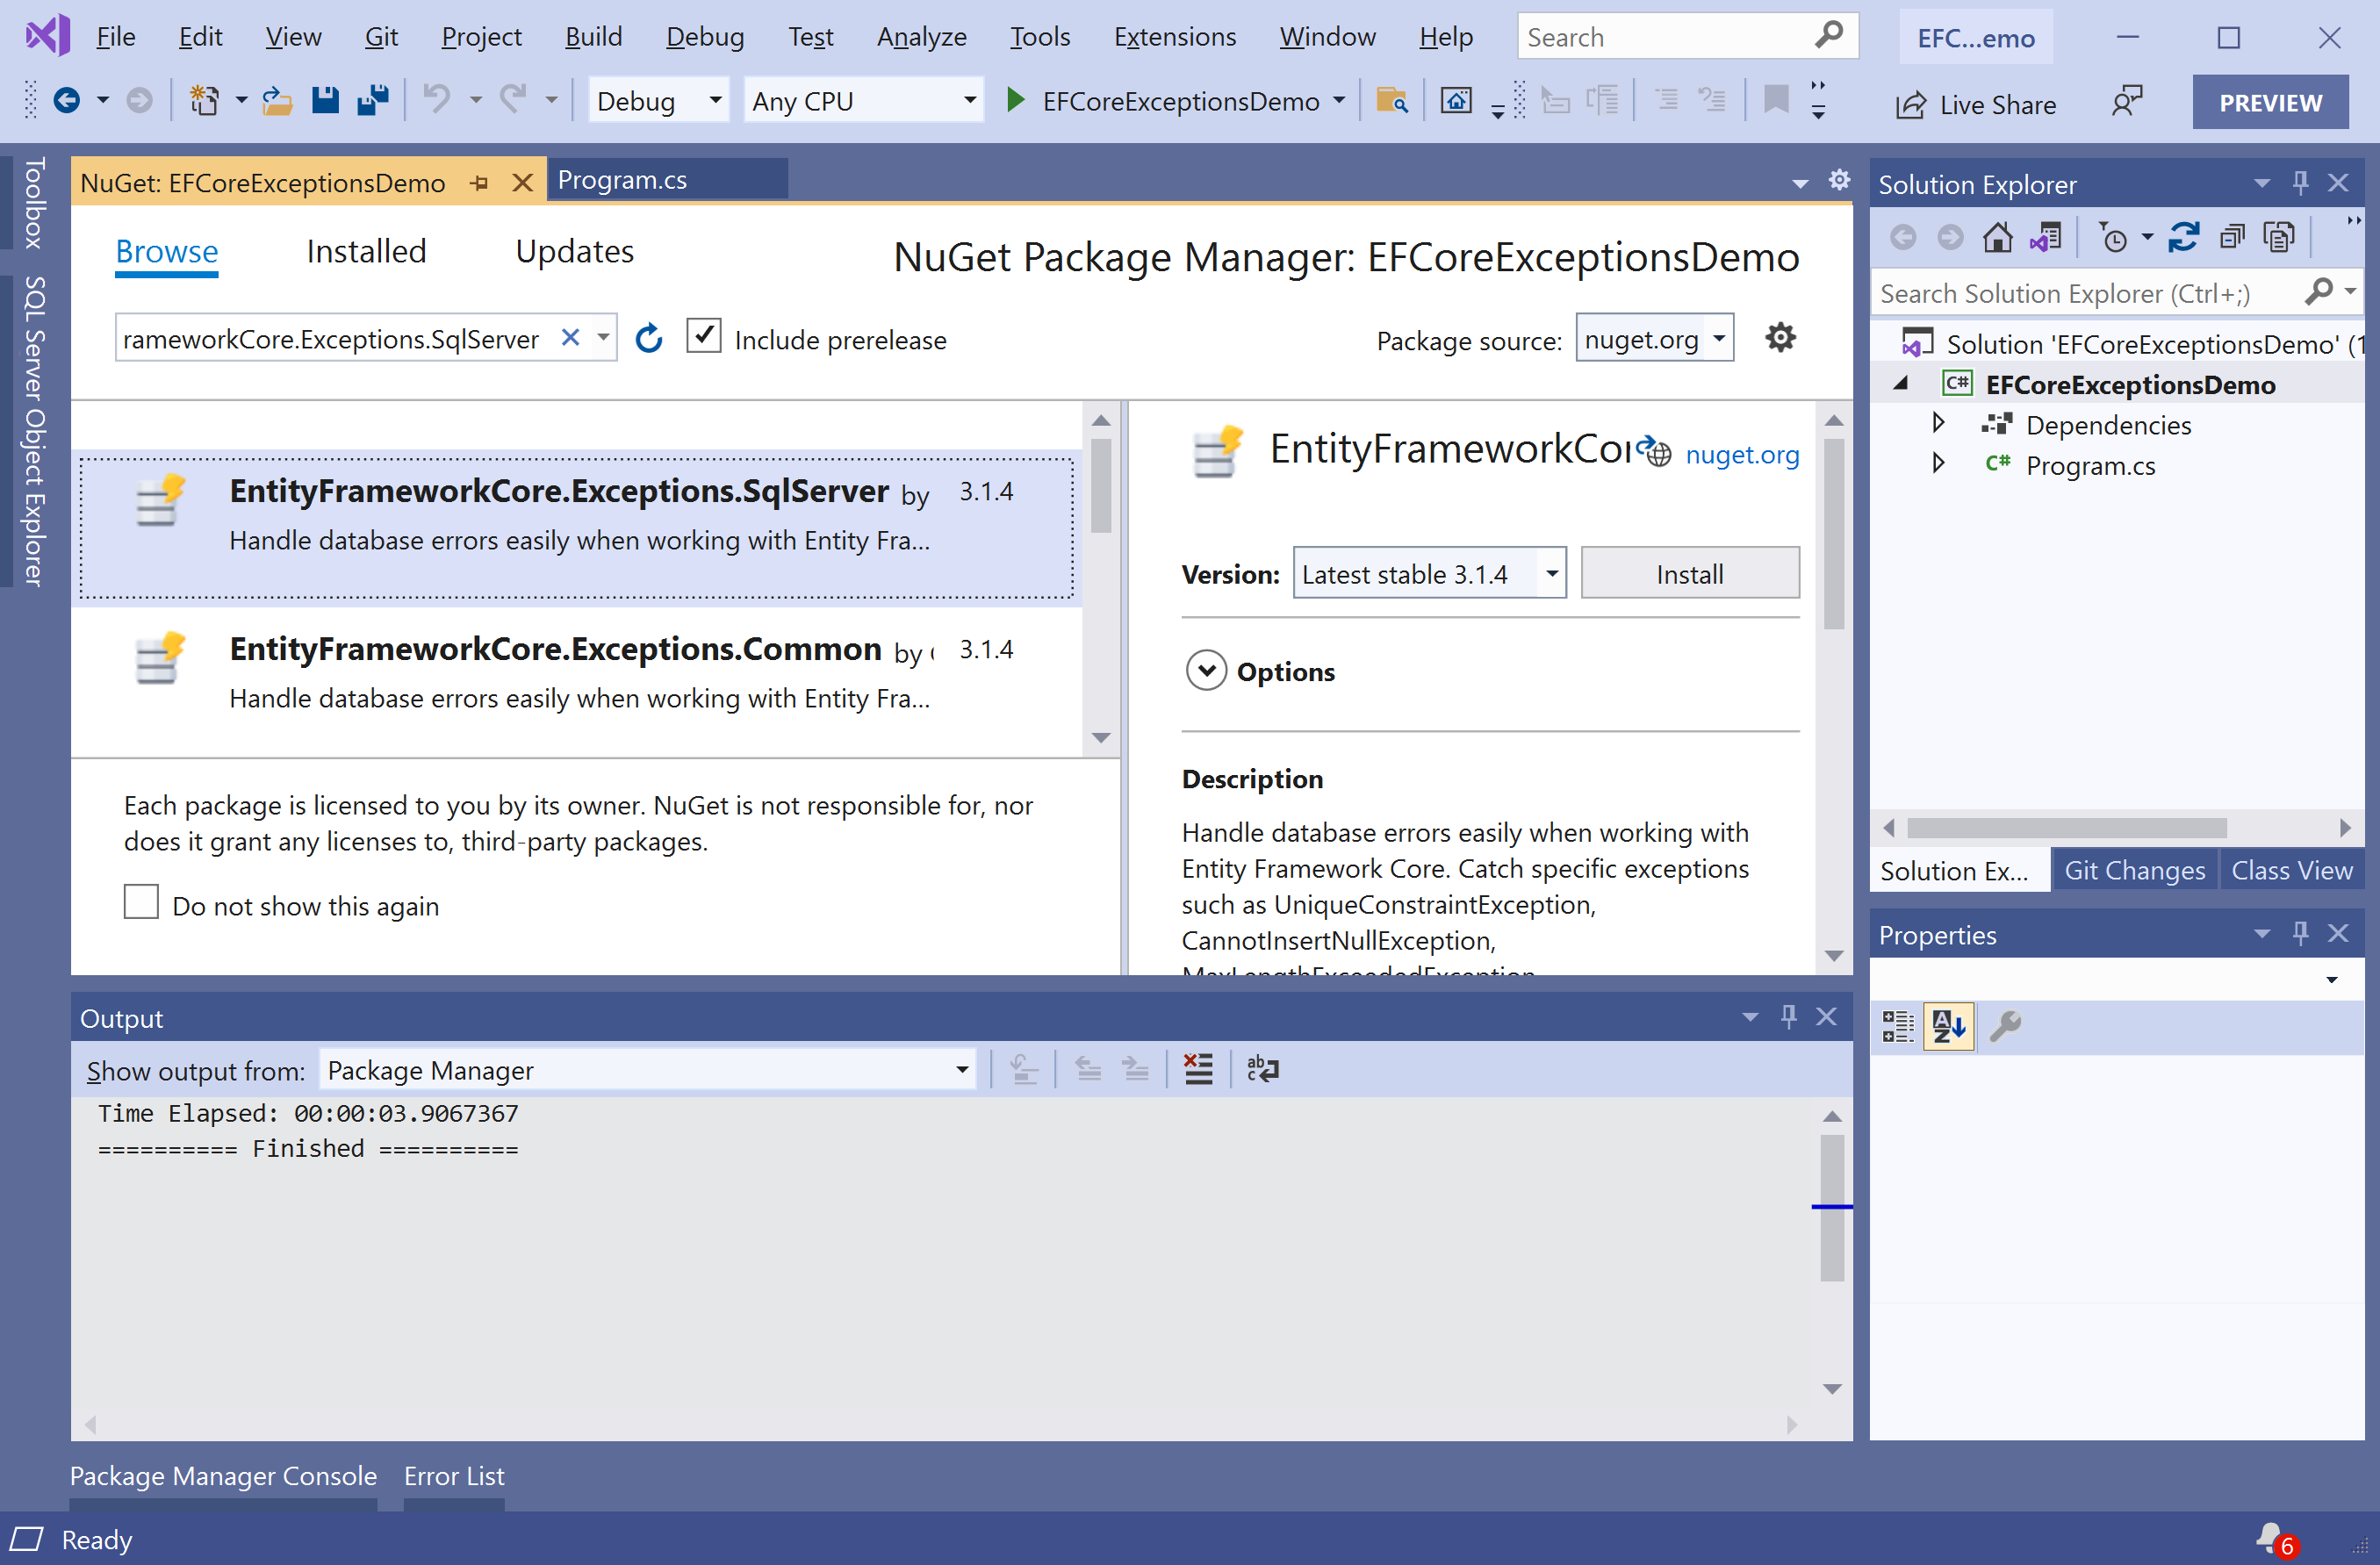 File Edit View Git Project Build Debug Test Analyze Tools Extensions Window Help Search EFC...emo
Debug Any CPU EFCoreExceptionsDemo Live Share PREVIEW
Toolbox
SQL Server Object Explorer
NuGet: EFCoreExceptionsDemo Program.cs
Browse Installed Updates NuGet Package Manager: EFCoreExceptionsDemo
rameworkCore.Exceptions.SqlServer Include prerelease Package source: nuget.org
EntityFrameworkCore.Exceptions.SqlServer by 3.1.4
Handle database errors easily when working with Entity Fra...
EntityFrameworkCore.Exceptions.Common by 3.1.4
Handle database errors easily when working with Entity Fra...
Each package is licensed to you by its owner. NuGet is not responsible for, nor
does it grant any licenses to, third-party packages.
Do not show this again
EntityFrameworkCor nuget.org
Version: Latest stable 3.1.4 Install
Options
Description
Handle database errors easily when working with
Entity Framework Core. Catch specific exceptions
such as UniqueConstraintException,
CannotInsertNullException,
MaxLengthExceededException
Output
Show output from: Package Manager
Time Elapsed: 00:00:03.9067367
========== Finished ==========
Package Manager Console Error List
Ready
Solution Explorer
Search Solution Explorer (Ctrl+;)
Solution 'EFCoreExceptionsDemo' (1
C# EFCoreExceptionsDemo
Dependencies
C# Program.cs
Solution Ex... Git Changes Class View
Properties
6